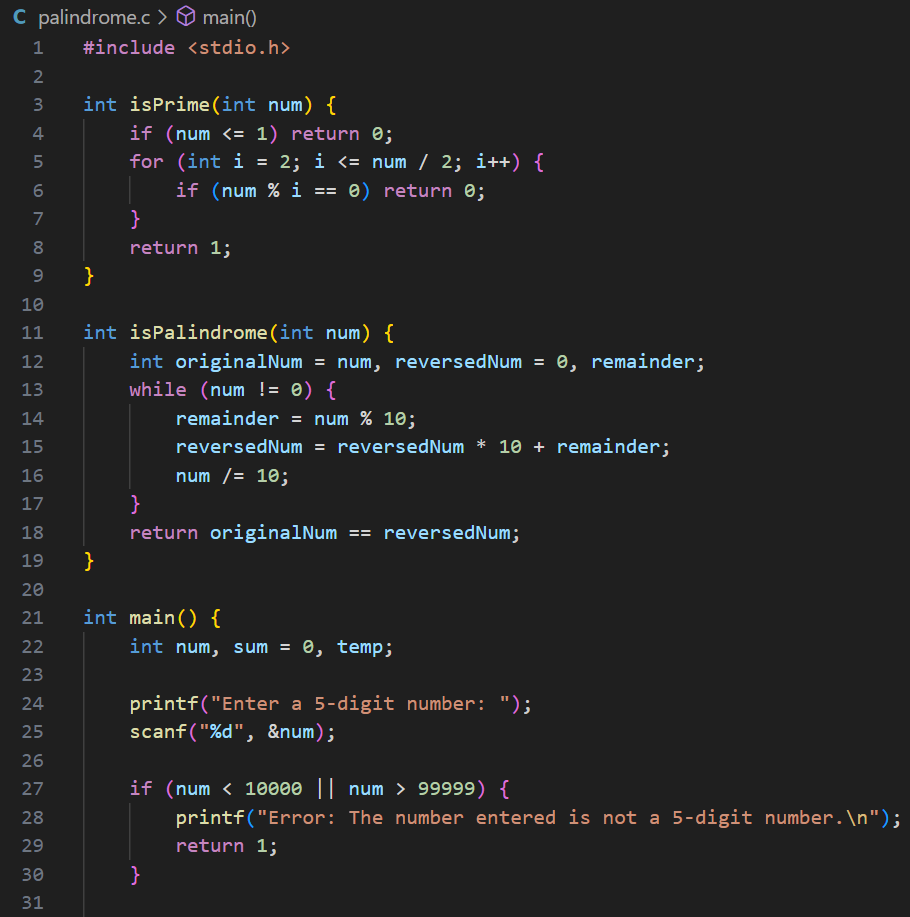 C palindrome.c > main()
1 #include <stdio.h>
2
3 int isPrime(int num) {
4     if (num <= 1) return 0;
5     for (int i = 2; i <= num / 2; i++) {
6         if (num % i == 0) return 0;
7     }
8     return 1;
9 }
10
11 int isPalindrome(int num) {
12     int originalNum = num, reversedNum = 0, remainder;
13     while (num != 0) {
14         remainder = num % 10;
15         reversedNum = reversedNum * 10 + remainder;
16         num /= 10;
17     }
18     return originalNum == reversedNum;
19 }
20
21 int main() {
22     int num, sum = 0, temp;
23
24     printf("Enter a 5-digit number: ");
25     scanf("%d", &num);
26
27     if (num < 10000 || num > 99999) {
28         printf("Error: The number entered is not a 5-digit number.\n");
29         return 1;
30     }
31